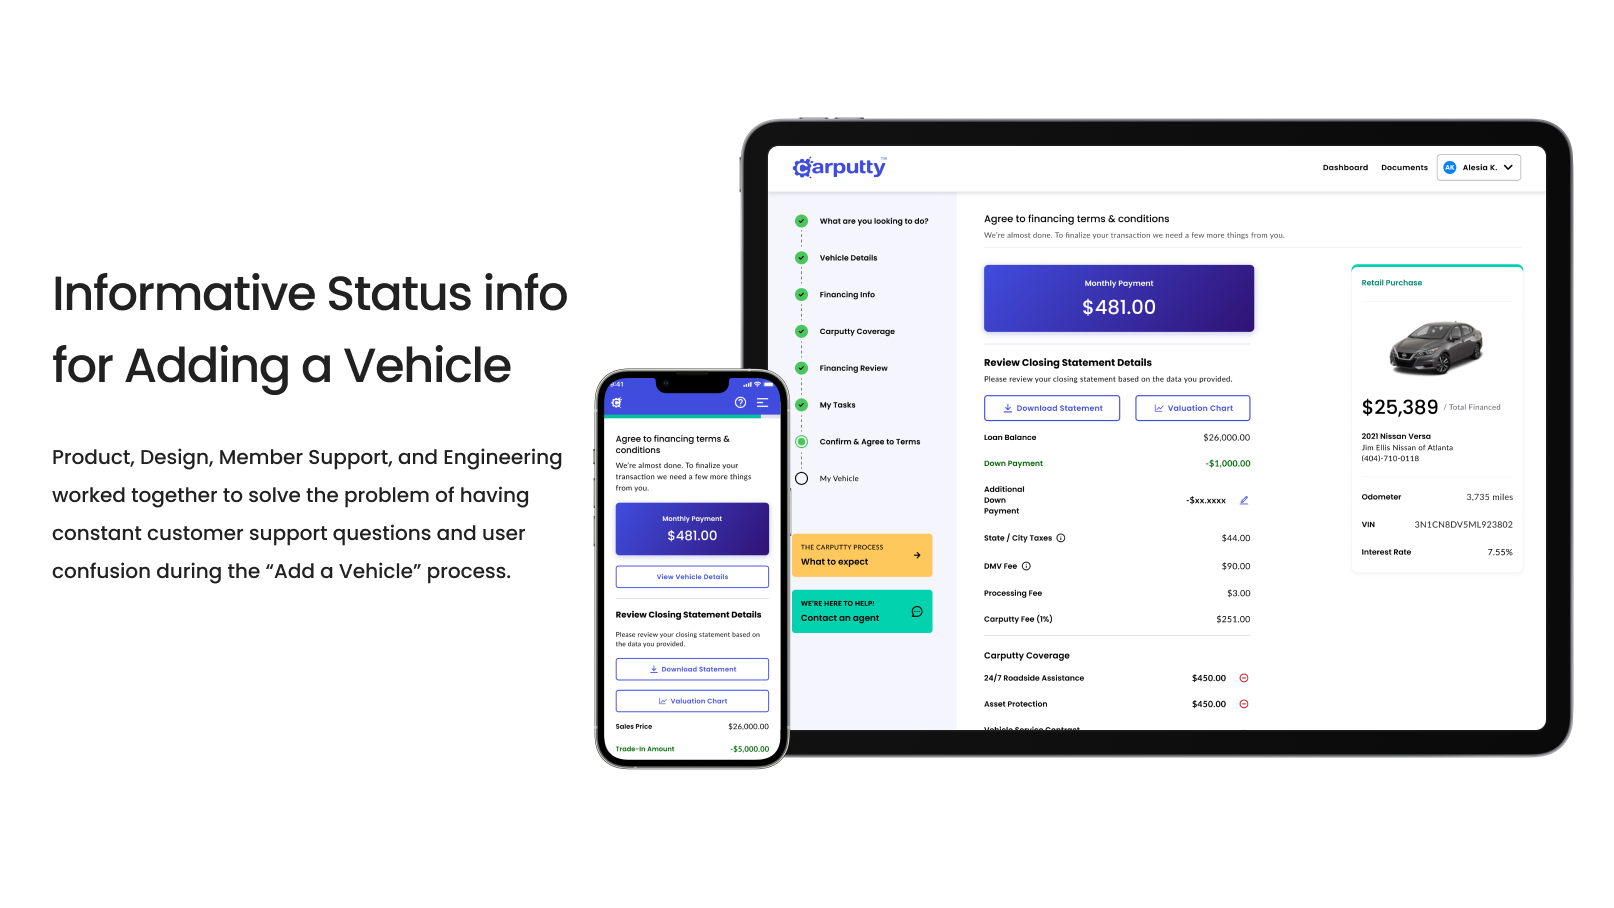 Informative Status info
for Adding a Vehicle
Product, Design, Member Support, and Engineering
worked together to solve the problem of having
constant customer support questions and user
confusion during the “Add a Vehicle” process.
9:41
Agree to financing terms &
conditions
We're almost done. To finalize your
transaction we need a few more things
from you.
Monthly Payment
$481.00
View Vehicle Details
Review Closing Statement Details
Please review your closing statement based on
the data you provided.
Download Statement
Valuation Chart
Sales Price $26,000.00
Trade-In Amount -$5,000.00
Carputty™
Dashboard Documents AK Alesia K.
What are you looking to do?
Vehicle Details
Financing Info
Carputty Coverage
Financing Review
My Tasks
Confirm & Agree to Terms
My Vehicle
THE CARPUTTY PROCESS
What to expect
WE'RE HERE TO HELP!
Contact an agent
Agree to financing terms & conditions
We're almost done. To finalize your transaction we need a few more things from you.
Monthly Payment
$481.00
Review Closing Statement Details
Please review your closing statement based on the data you provided.
Download Statement Valuation Chart
Loan Balance $26,000.00
Down Payment -$1,000.00
Additional
Down
Payment
-$xx.xxxx
State / City Taxes $44.00
DMV Fee $90.00
Processing Fee $3.00
Carputty Fee (1%) $251.00
Carputty Coverage
24/7 Roadside Assistance $450.00
Asset Protection $450.00
Vehicle Service Contract
Retail Purchase
$25,389 / Total Financed
2021 Nissan Versa
Jim Ellis Nissan of Atlanta
(404)-710-0118
Odometer 3,735 miles
VIN 3N1CN8DV5ML923802
Interest Rate 7.55%